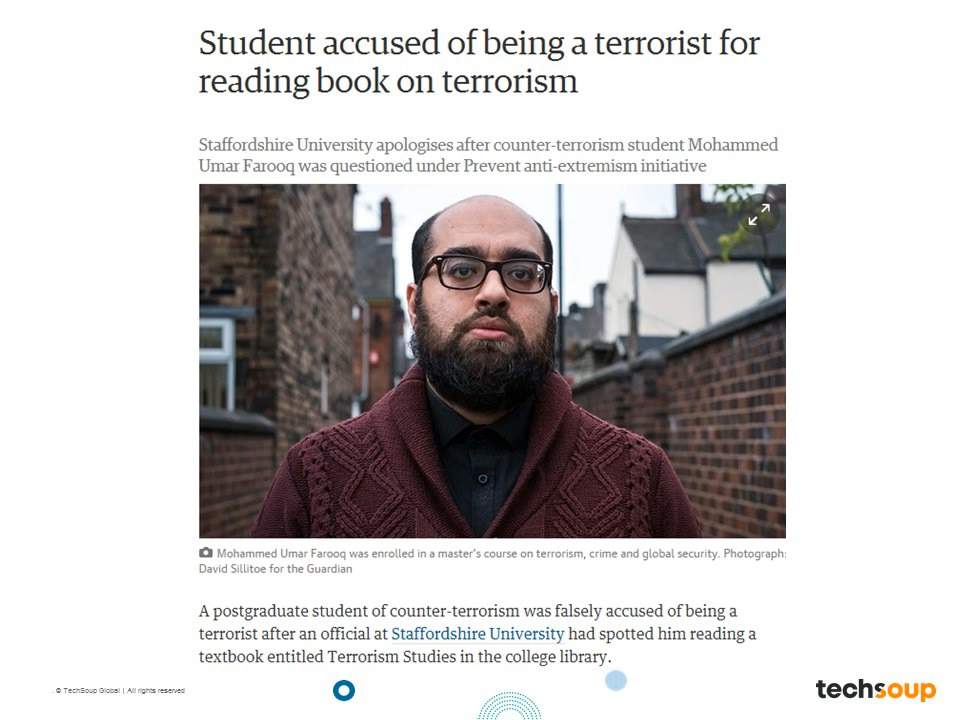 Student accused of being a terrorist for
reading book on terrorism
Staffordshire University apologises after counter-terrorism student Mohammed
Umar Farooq was questioned under Prevent anti-extremism initiative
Mohammed Umar Farooq was enrolled in a master's course on terrorism, crime and global security. Photograph:
David Sillitoe for the Guardian
A postgraduate student of counter-terrorism was falsely accused of being a
terrorist after an official at Staffordshire University had spotted him reading a
textbook entitled Terrorism Studies in the college library.
. © TechSoup Global | All rights reserved
techsoup